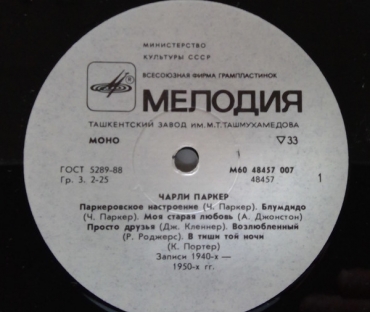 МИНИСТЕРСТВО
КУЛЬТУРЫ СССР
ВСЕСОЮЗНАЯ ФИРМА ГРАМПЛАСТИНОК
МЕЛОДИЯ
ТАШКЕНТСКИЙ ЗАВОД ИМ. М.Т.ТАШМУХАМЕДОВА
МОНО ▽33
ГОСТ 5289-88 М60 48457 007
Гр. 3. 2-25 48457 1
ЧАРЛИ ПАРКЕР
Паркеровское настроение (Ч. Паркер). Блумдидо
(Ч. Паркер). Моя старая любовь (А. Джонстон)
Просто друзья (Дж. Кленнер). Возлюбленный
(Р. Роджерс). В тиши той ночи
(К. Портер)
Записи 1940-х —
1950-х гг.